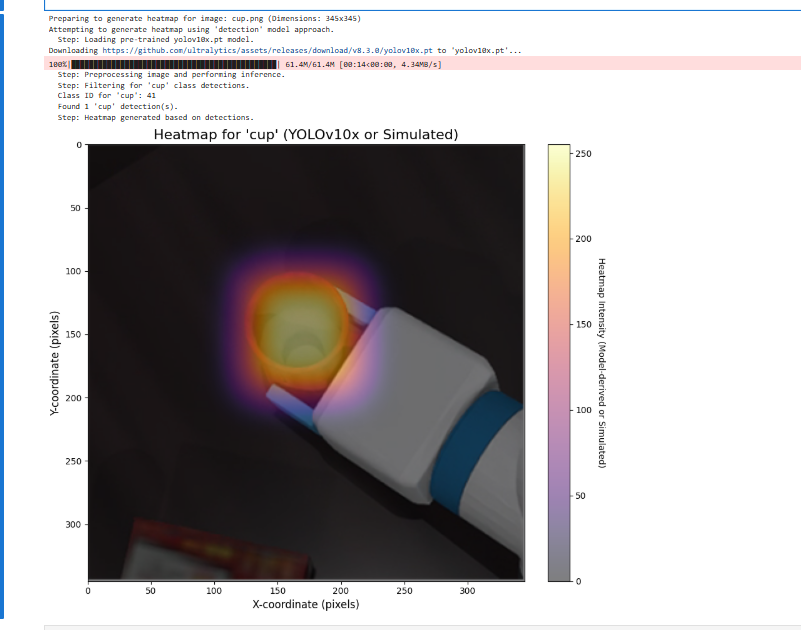 Preparing to generate heatmap for image: cup.png (Dimensions: 345x345)
Attempting to generate heatmap using 'detection' model approach.
Step: Loading pre-trained yolov10x.pt model.
Downloading https://github.com/ultralytics/assets/releases/download/v8.3.0/yolov10x.pt to 'yolov10x.pt'...
100%|██████████| 61.4M/61.4M [00:14<00:00, 4.34MB/s]
Step: Preprocessing image and performing inference.
Step: Filtering for 'cup' class detections.
Class ID for 'cup': 41
Found 1 'cup' detection(s).
Step: Heatmap generated based on detections.
Heatmap for 'cup' (YOLOv10x or Simulated)
0
50
100
150
200
250
300
Y-coordinate (pixels)
0 50 100 150 200 250 300
X-coordinate (pixels)
250
200
150
100
50
0
Heatmap Intensity (Model-derived or Simulated)